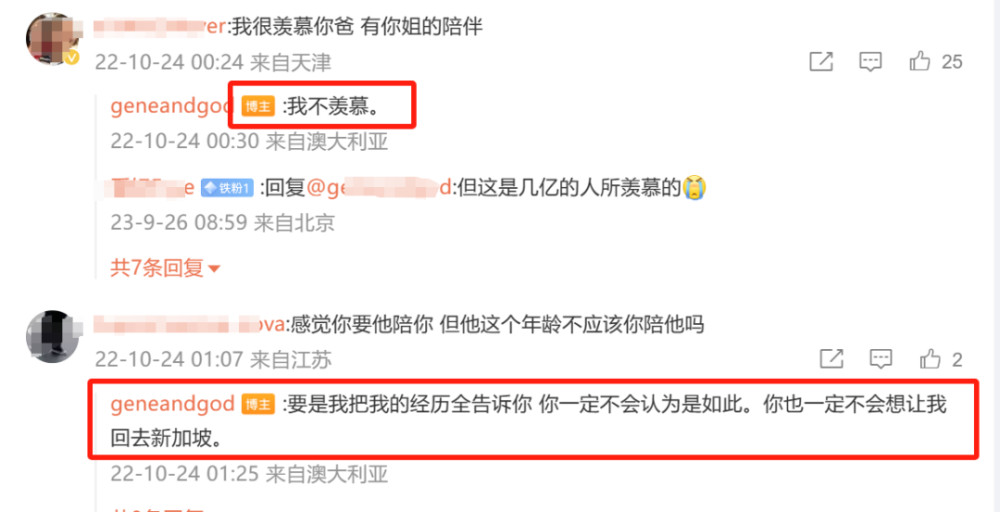 er:我很羡慕你爸 有你姐的陪伴
22-10-24 00:24 来自天津
25
geneandgod 博主 :我不羡慕。
22-10-24 00:30 来自澳大利亚
e 铁粉1 :回复@ge d:但这是几亿的人所羡慕的😭
23-9-26 08:59 来自北京
共7条回复
ova:感觉你要他陪你 但他这个年龄不应该你陪他吗
22-10-24 01:07 来自江苏
2
geneandgod 博主 :要是我把我的经历全告诉你 你一定不会认为是如此。你也一定不会想让我
回去新加坡。
22-10-24 01:25 来自澳大利亚